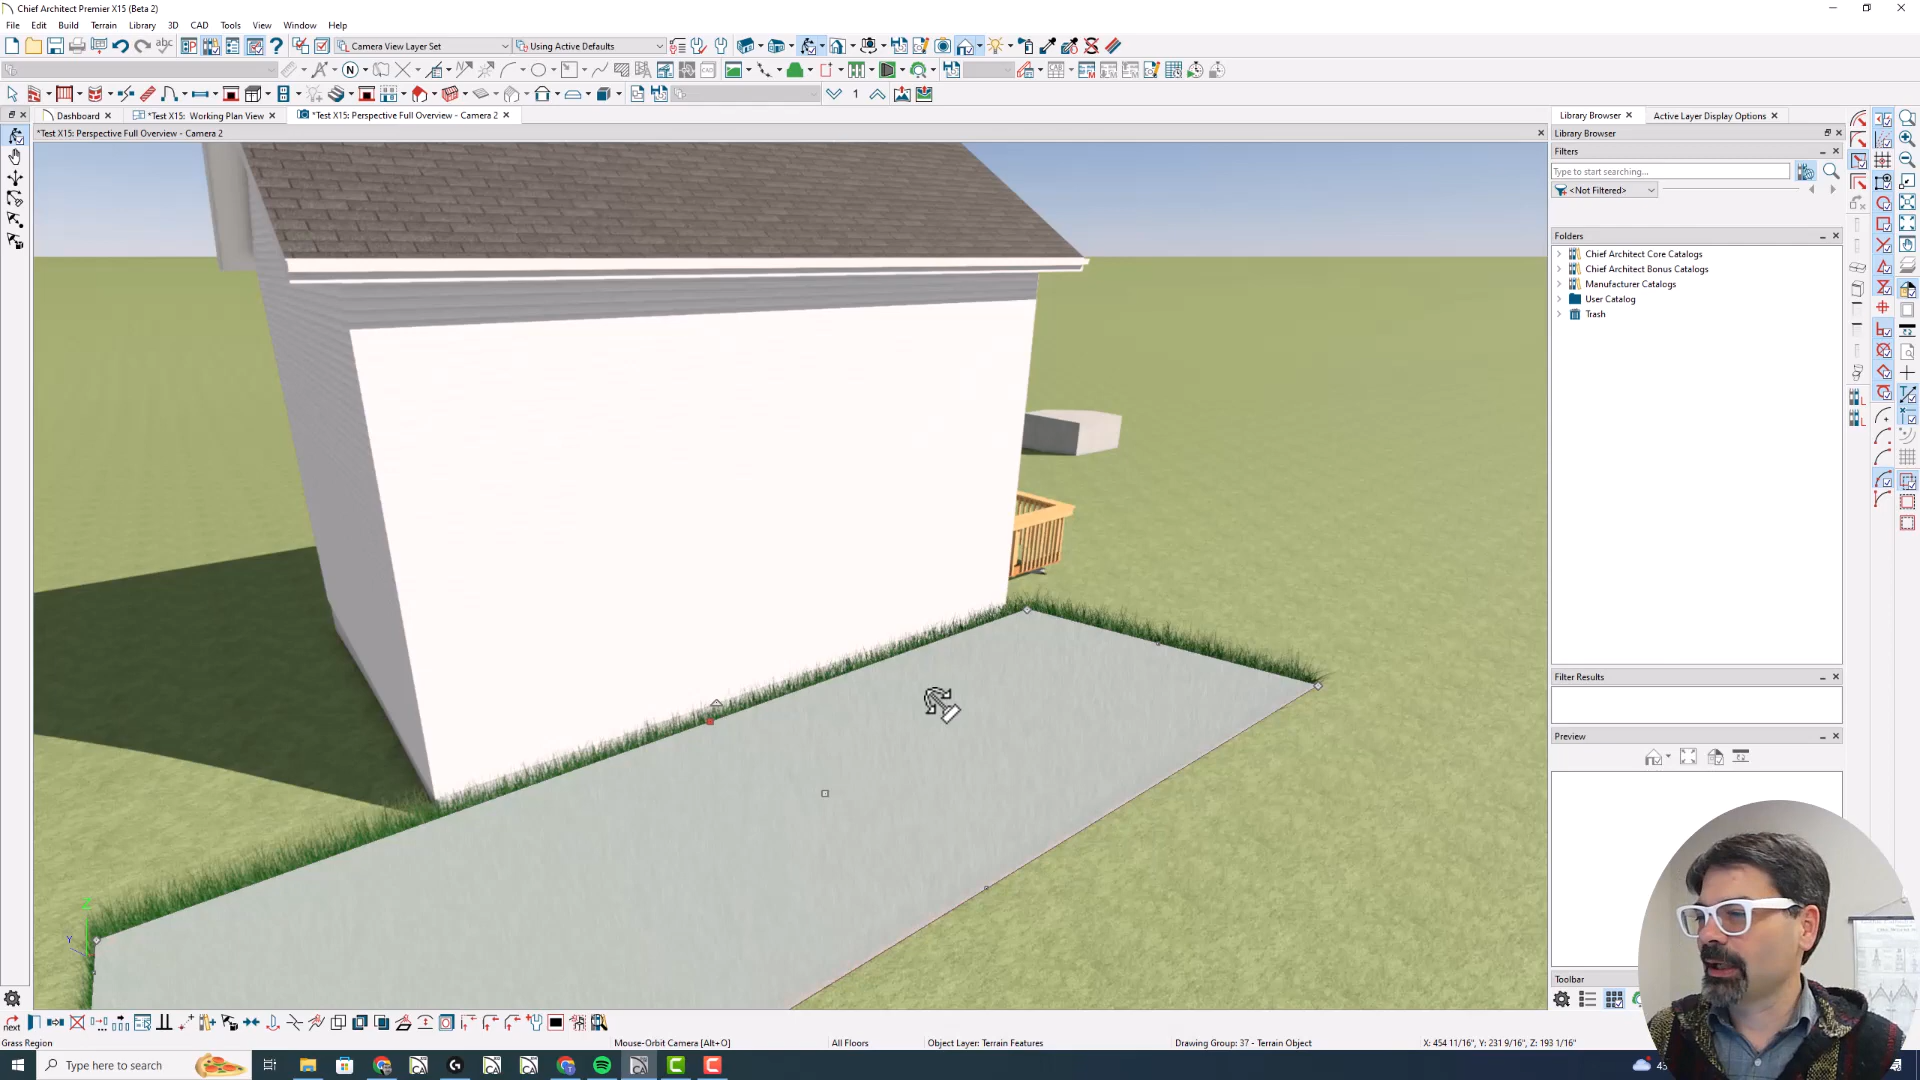 Chief Architect Premier X15 (Beta 2)
File Edit Build Terrain Library 3D CAD Tools View Window Help
Camera View Layer Set
Using Active Defaults
1
Dashboard
*Test X15: Working Plan View
*Test X15: Perspective Full Overview - Camera 2
*Test X15: Perspective Full Overview - Camera 2
Library Browser
Active Layer Display Options
Library Browser
Filters
Type to start searching...
<Not Filtered>
Folders
Chief Architect Core Catalogs
Chief Architect Bonus Catalogs
Manufacturer Catalogs
User Catalog
Trash
Filter Results
Preview
Toolbar
Z
Y
next
Grass Region
Mouse-Orbit Camera [Alt+O]
All Floors
Object Layer: Terrain Features
Drawing Group: 37 - Terrain Object
X: 454 11/16", Y: 231 9/16", Z: 193 1/16"
Type here to search